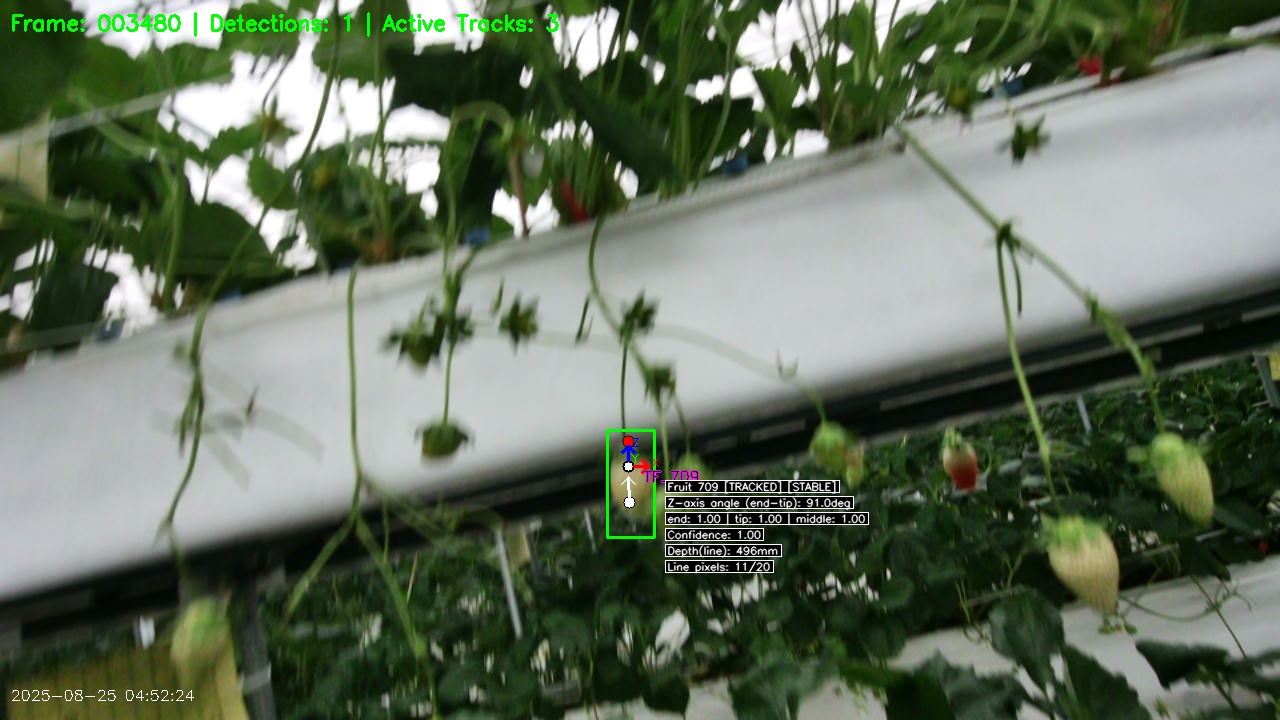 Frame: 003480 | Detections: 1 | Active Tracks: 3
TF_709
Fruit 709 [TRACKED] [STABLE]
Z-axis angle (end-tip): 91.0deg
end: 1.00 | tip: 1.00 | middle: 1.00
Confidence: 1.00
Depth(line): 496mm
Line pixels: 11/20
2025-08-25 04:52:24